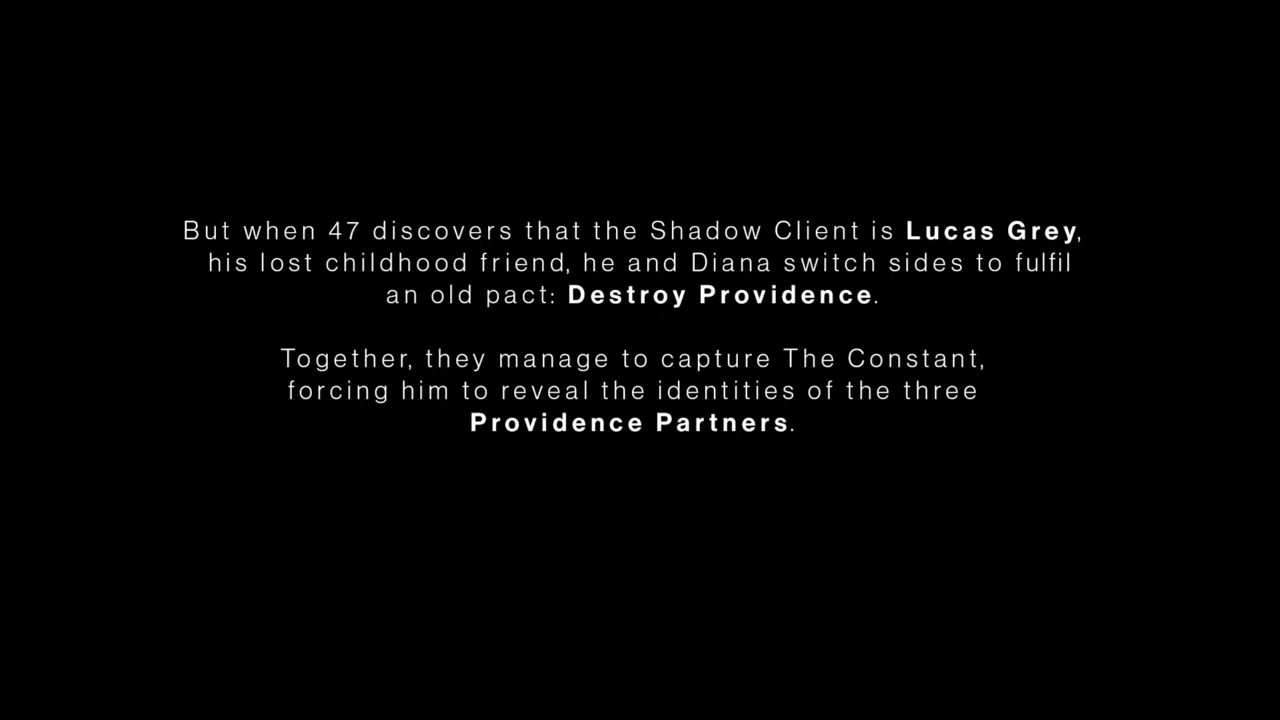 But when 47 discovers that the Shadow Client is Lucas Grey,
his lost childhood friend, he and Diana switch sides to fulfil
an old pact: Destroy Providence.
Together, they manage to capture The Constant,
forcing him to reveal the identities of the three
Providence Partners.